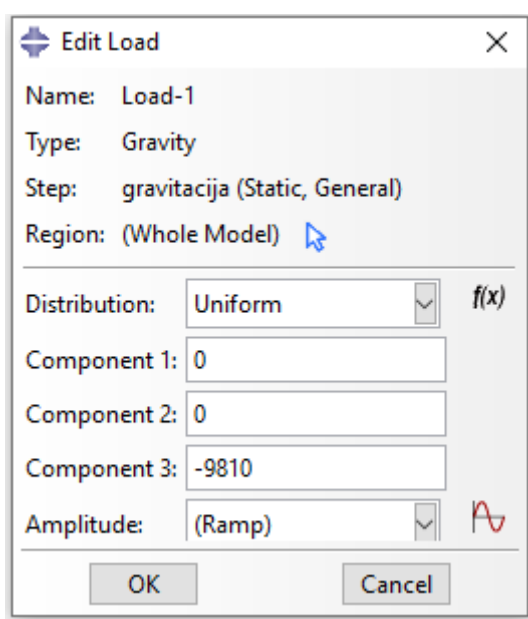 Edit Load
Name: Load-1
Type: Gravity
Step: gravitacija (Static, General)
Region: (Whole Model)
Distribution: Uniform f(x)
Component 1: 0
Component 2: 0
Component 3: -9810
Amplitude: (Ramp)
OK Cancel